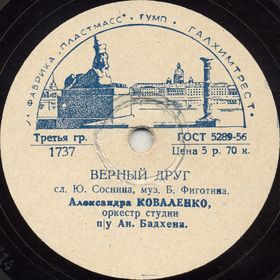 ФАБРИКА „ПЛАСТМАСС" ★ ГУМП ★ ГАЛХИМТРЕСТ
Третья гр. ГОСТ 5289-56
1737 Цена 5 р. 70 к.
ВЕРНЫЙ ДРУГ
сл. Ю. Соснина, муз. Б. Фиготина.
Александра КОВАЛЕНКО,
оркестр студии
п/у Ан. Бадхена.